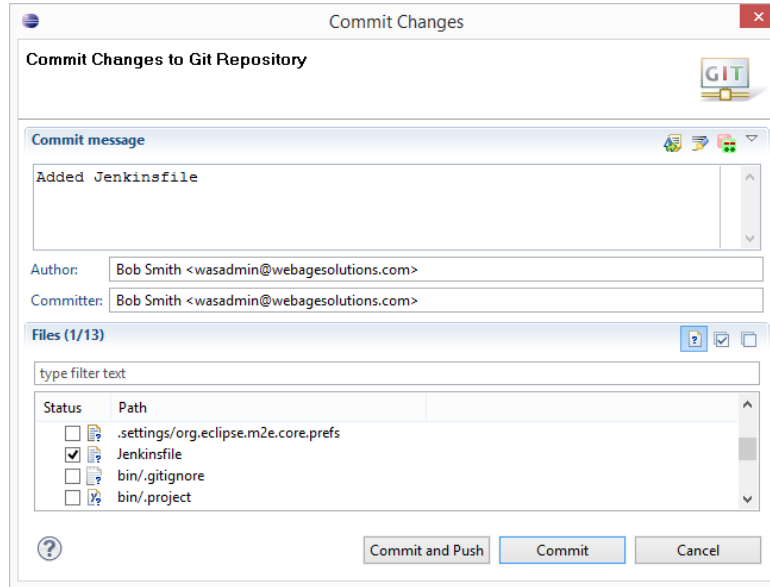 Commit Changes
Commit Changes to Git Repository
GIT
Commit message
Added Jenkinsfile
Author: Bob Smith <wasadmin@webagesolutions.com>
Committer: Bob Smith <wasadmin@webagesolutions.com>
Files (1/13)
type filter text
Status Path
.settings/org.eclipse.m2e.core.prefs
Jenkinsfile
bin/.gitignore
bin/.project
Commit and Push Commit Cancel